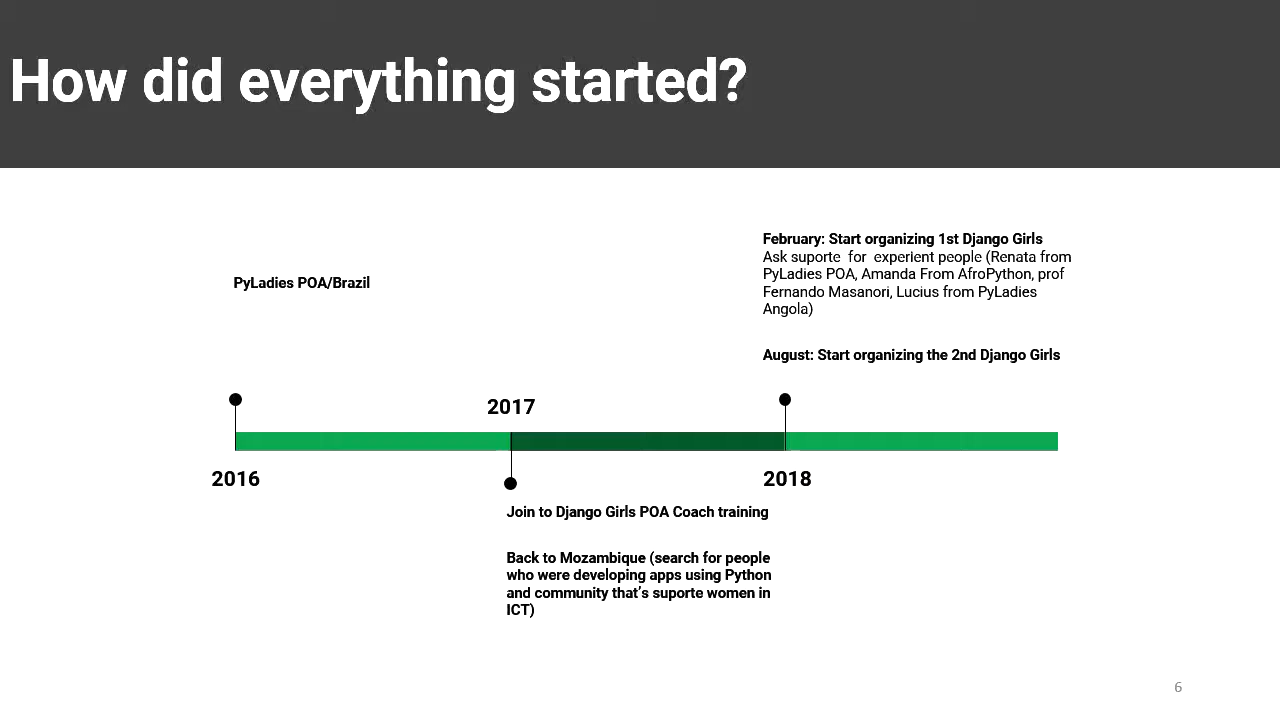 How did everything started?
February: Start organizing 1st Django Girls
Ask suporte  for  experient people (Renata from
PyLadies POA, Amanda From AfroPython, prof
Fernando Masanori, Lucius from PyLadies
Angola)
August: Start organizing the 2nd Django Girls
PyLadies POA/Brazil
2017
2016
2018
Join to Django Girls POA Coach training
Back to Mozambique (search for people
who were developing apps using Python
and community that’s suporte women in
ICT)
6